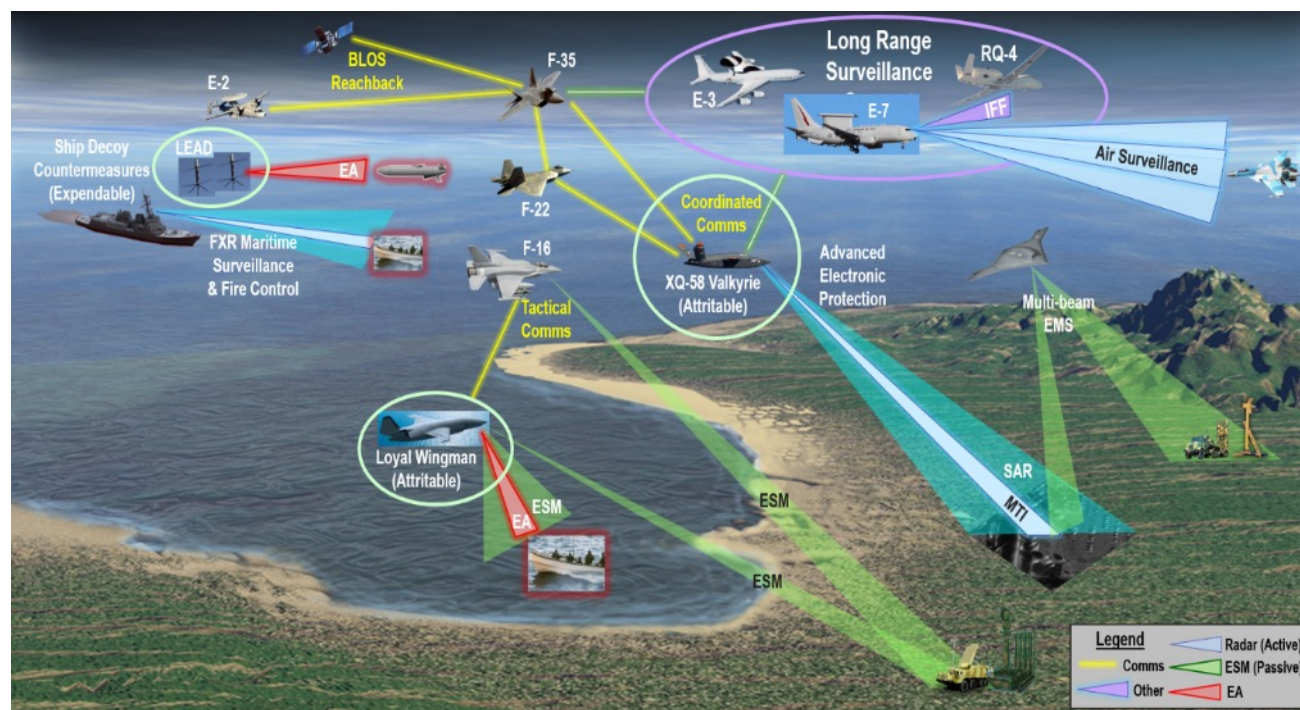 BLOS
Reachback
E-2
F-35
Long Range
Surveillance
E-3
RQ-4
E-7
IFF
Air Surveillance
Ship Decoy
Countermeasures
(Expendable)
LEAD
EA
FXR Maritime
Surveillance
& Fire Control
F-22
F-16
Coordinated
Comms
XQ-58 Valkyrie
(Attritable)
Advanced
Electronic
Protection
Multi-beam
EMS
Tactical
Comms
Loyal Wingman
(Attritable)
ESM
EA
ESM
ESM
SAR
MTI
Legend
Comms
Other
Radar (Active)
ESM (Passive)
EA